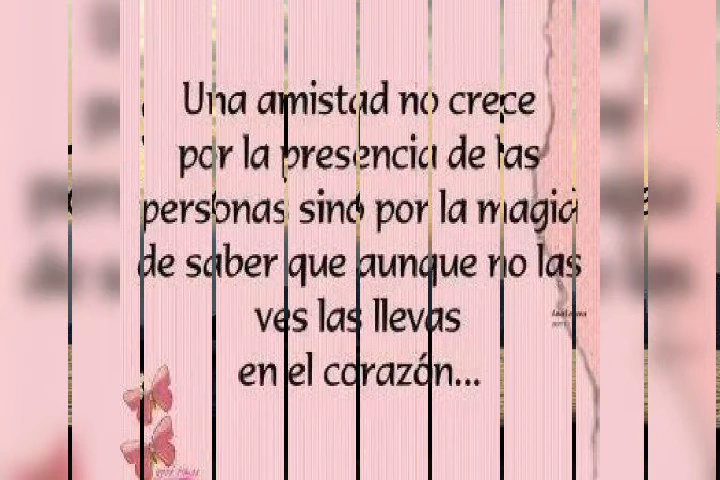 Una amistad no crece
por la presencia de las
personas sino por la magia
de saber que aunque no las
ves las llevas
en el corazón...